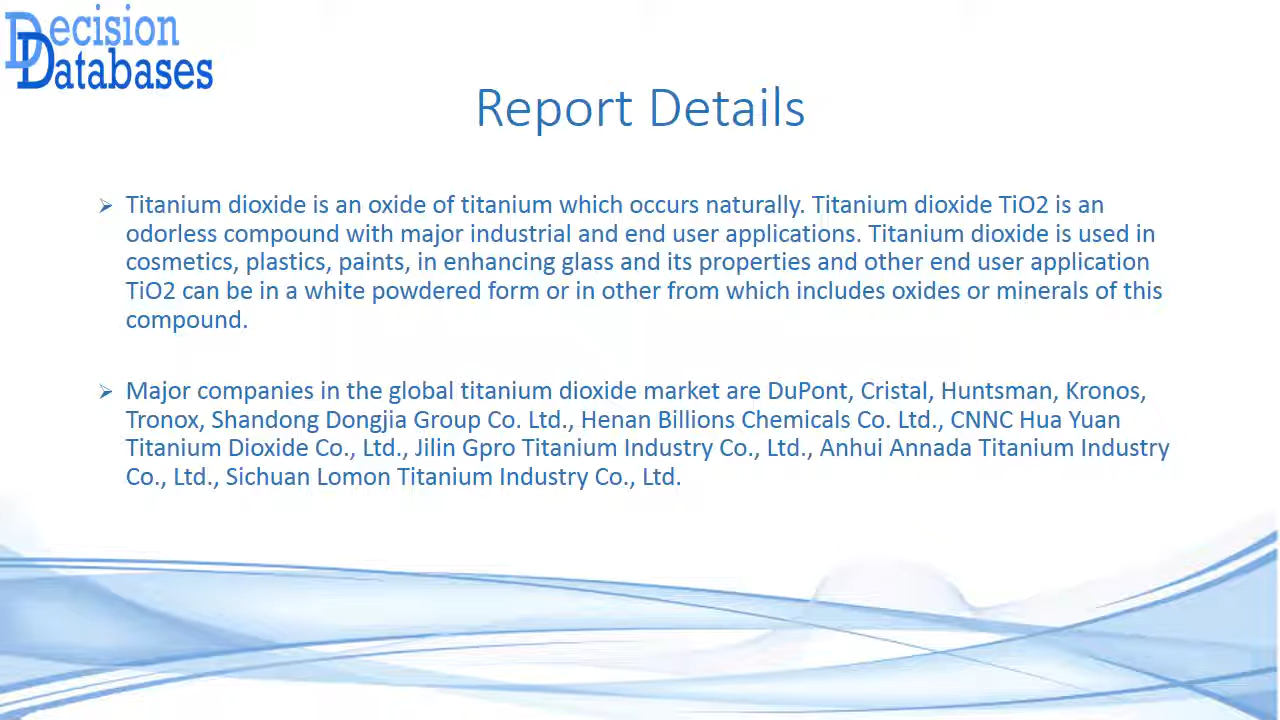 Decision
Databases
Report Details
➢ Titanium dioxide is an oxide of titanium which occurs naturally. Titanium dioxide TiO2 is an
odorless compound with major industrial and end user applications. Titanium dioxide is used in
cosmetics, plastics, paints, in enhancing glass and its properties and other end user application
TiO2 can be in a white powdered form or in other from which includes oxides or minerals of this
compound.
➢ Major companies in the global titanium dioxide market are DuPont, Cristal, Huntsman, Kronos,
Tronox, Shandong Dongjia Group Co. Ltd., Henan Billions Chemicals Co. Ltd., CNNC Hua Yuan
Titanium Dioxide Co., Ltd., Jilin Gpro Titanium Industry Co., Ltd., Anhui Annada Titanium Industry
Co., Ltd., Sichuan Lomon Titanium Industry Co., Ltd.